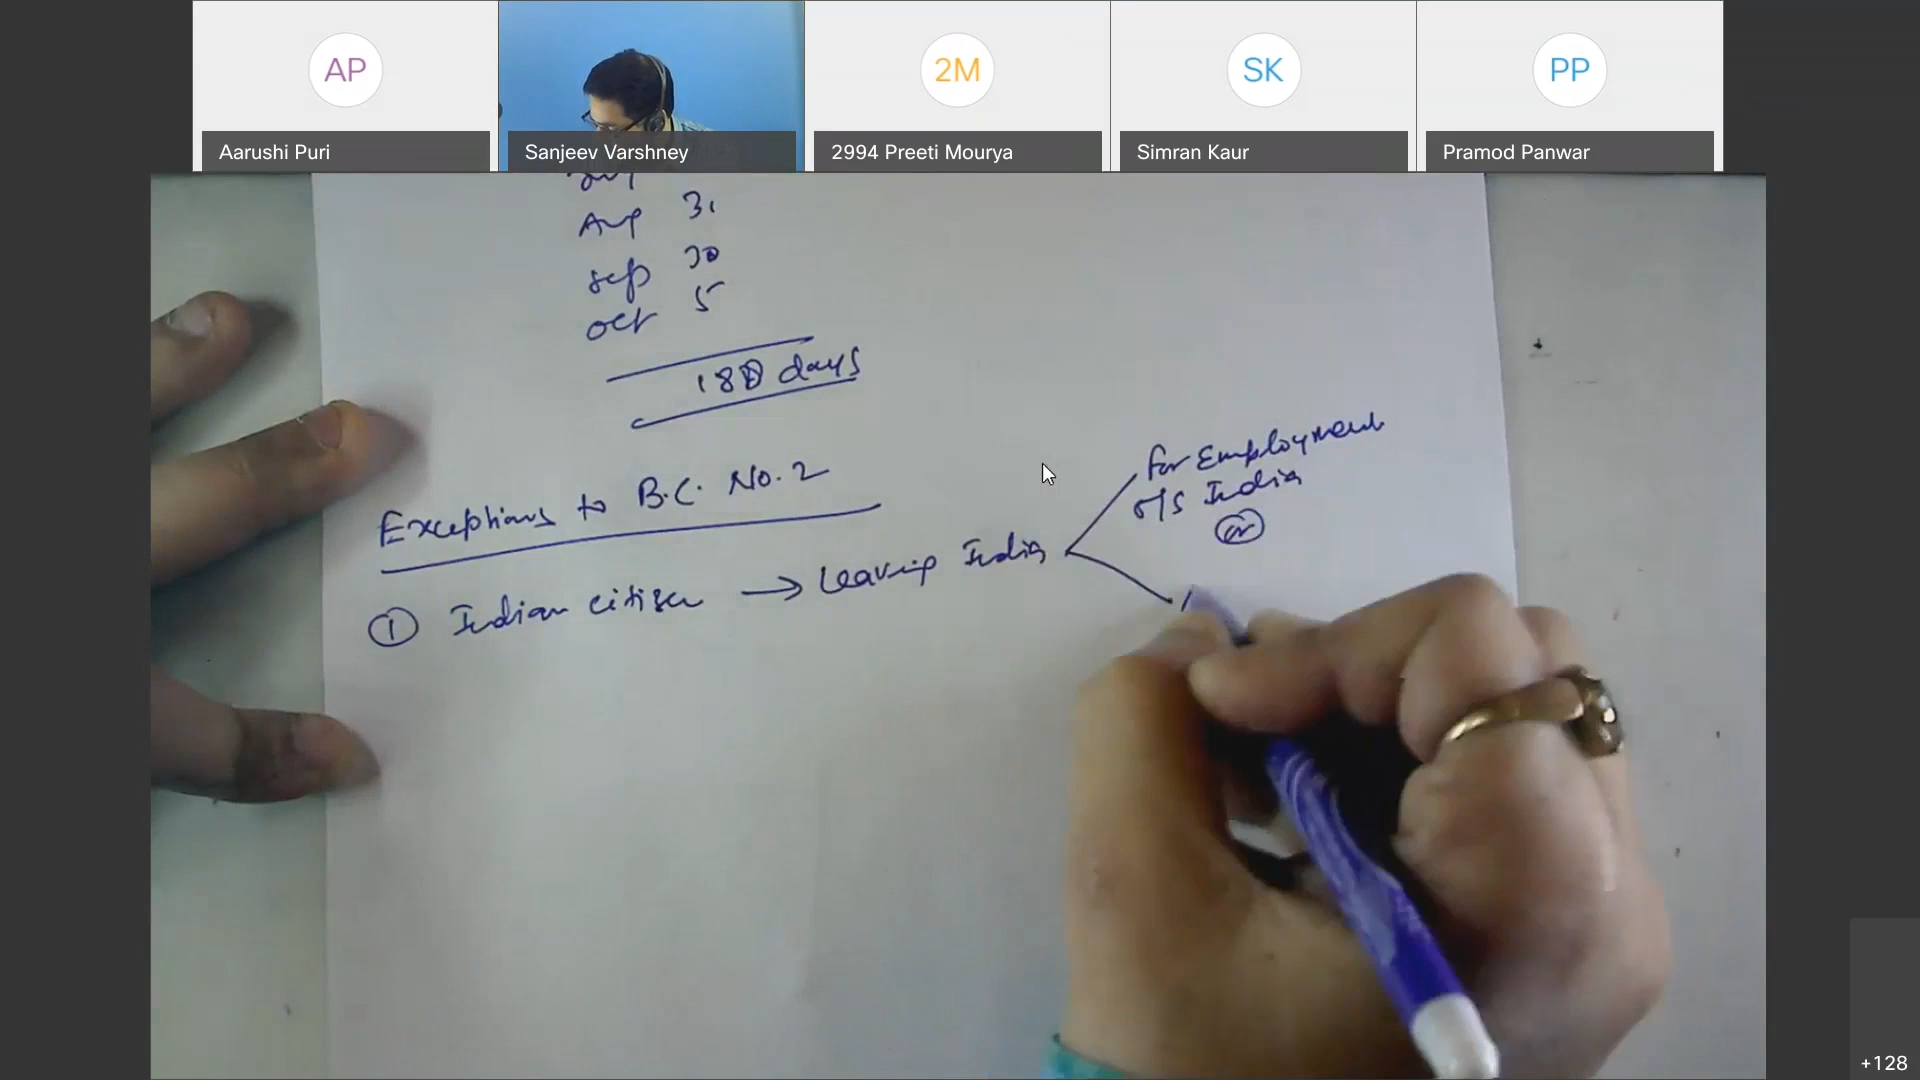 AP
2M
SK
PP
Aarushi Puri
Sanjeev Varshney
2994 Preeti Mourya
Simran Kaur
Pramod Panwar
Aug 31
Sep 30
Oct 5
180 days
Exceptions to B.C. No. 2
① Indian citizen → Leaving India
for Employment
o/s India
or
+128